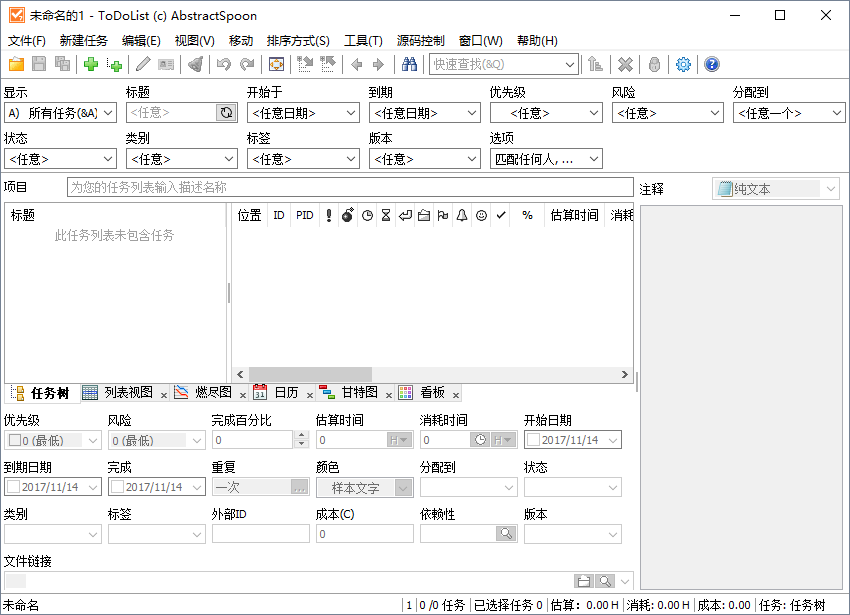 未命名的1 - ToDoList (c) AbstractSpoon
文件(F) 新建任务 编辑(E) 视图(V) 移动 排序方式(S) 工具(T) 源码控制 窗口(W) 帮助(H)
快速查找(&Q)
显示 标题 开始于 到期 优先级 风险 分配到
A) 所有任务(&A) <任意> <任意日期> <任意日期> <任意> <任意> <任意一个>
状态 类别 标签 版本 选项
<任意> <任意> <任意> <任意> 匹配任何人, ...
项目 为您的任务列表输入描述名称 注释 纯文本
标题 位置 ID PID % 估算时间 消耗
此任务列表未包含任务
31
任务树 列表视图 燃尽图 日历 甘特图 看板
优先级 风险 完成百分比 估算时间 消耗时间 开始日期
0 (最低) 0 (最低) 0 0 H 0 H 2017/11/14
到期日期 完成 重复 颜色 分配到 状态
2017/11/14 2017/11/14 一次 ... 样本文字
类别 标签 外部ID 成本(C) 依赖性 版本
0
文件链接
未命名 1 0 /0 任务 已选择任务 0 估算: 0.00 H 消耗: 0.00 H 成本: 0.00 任务: 任务树